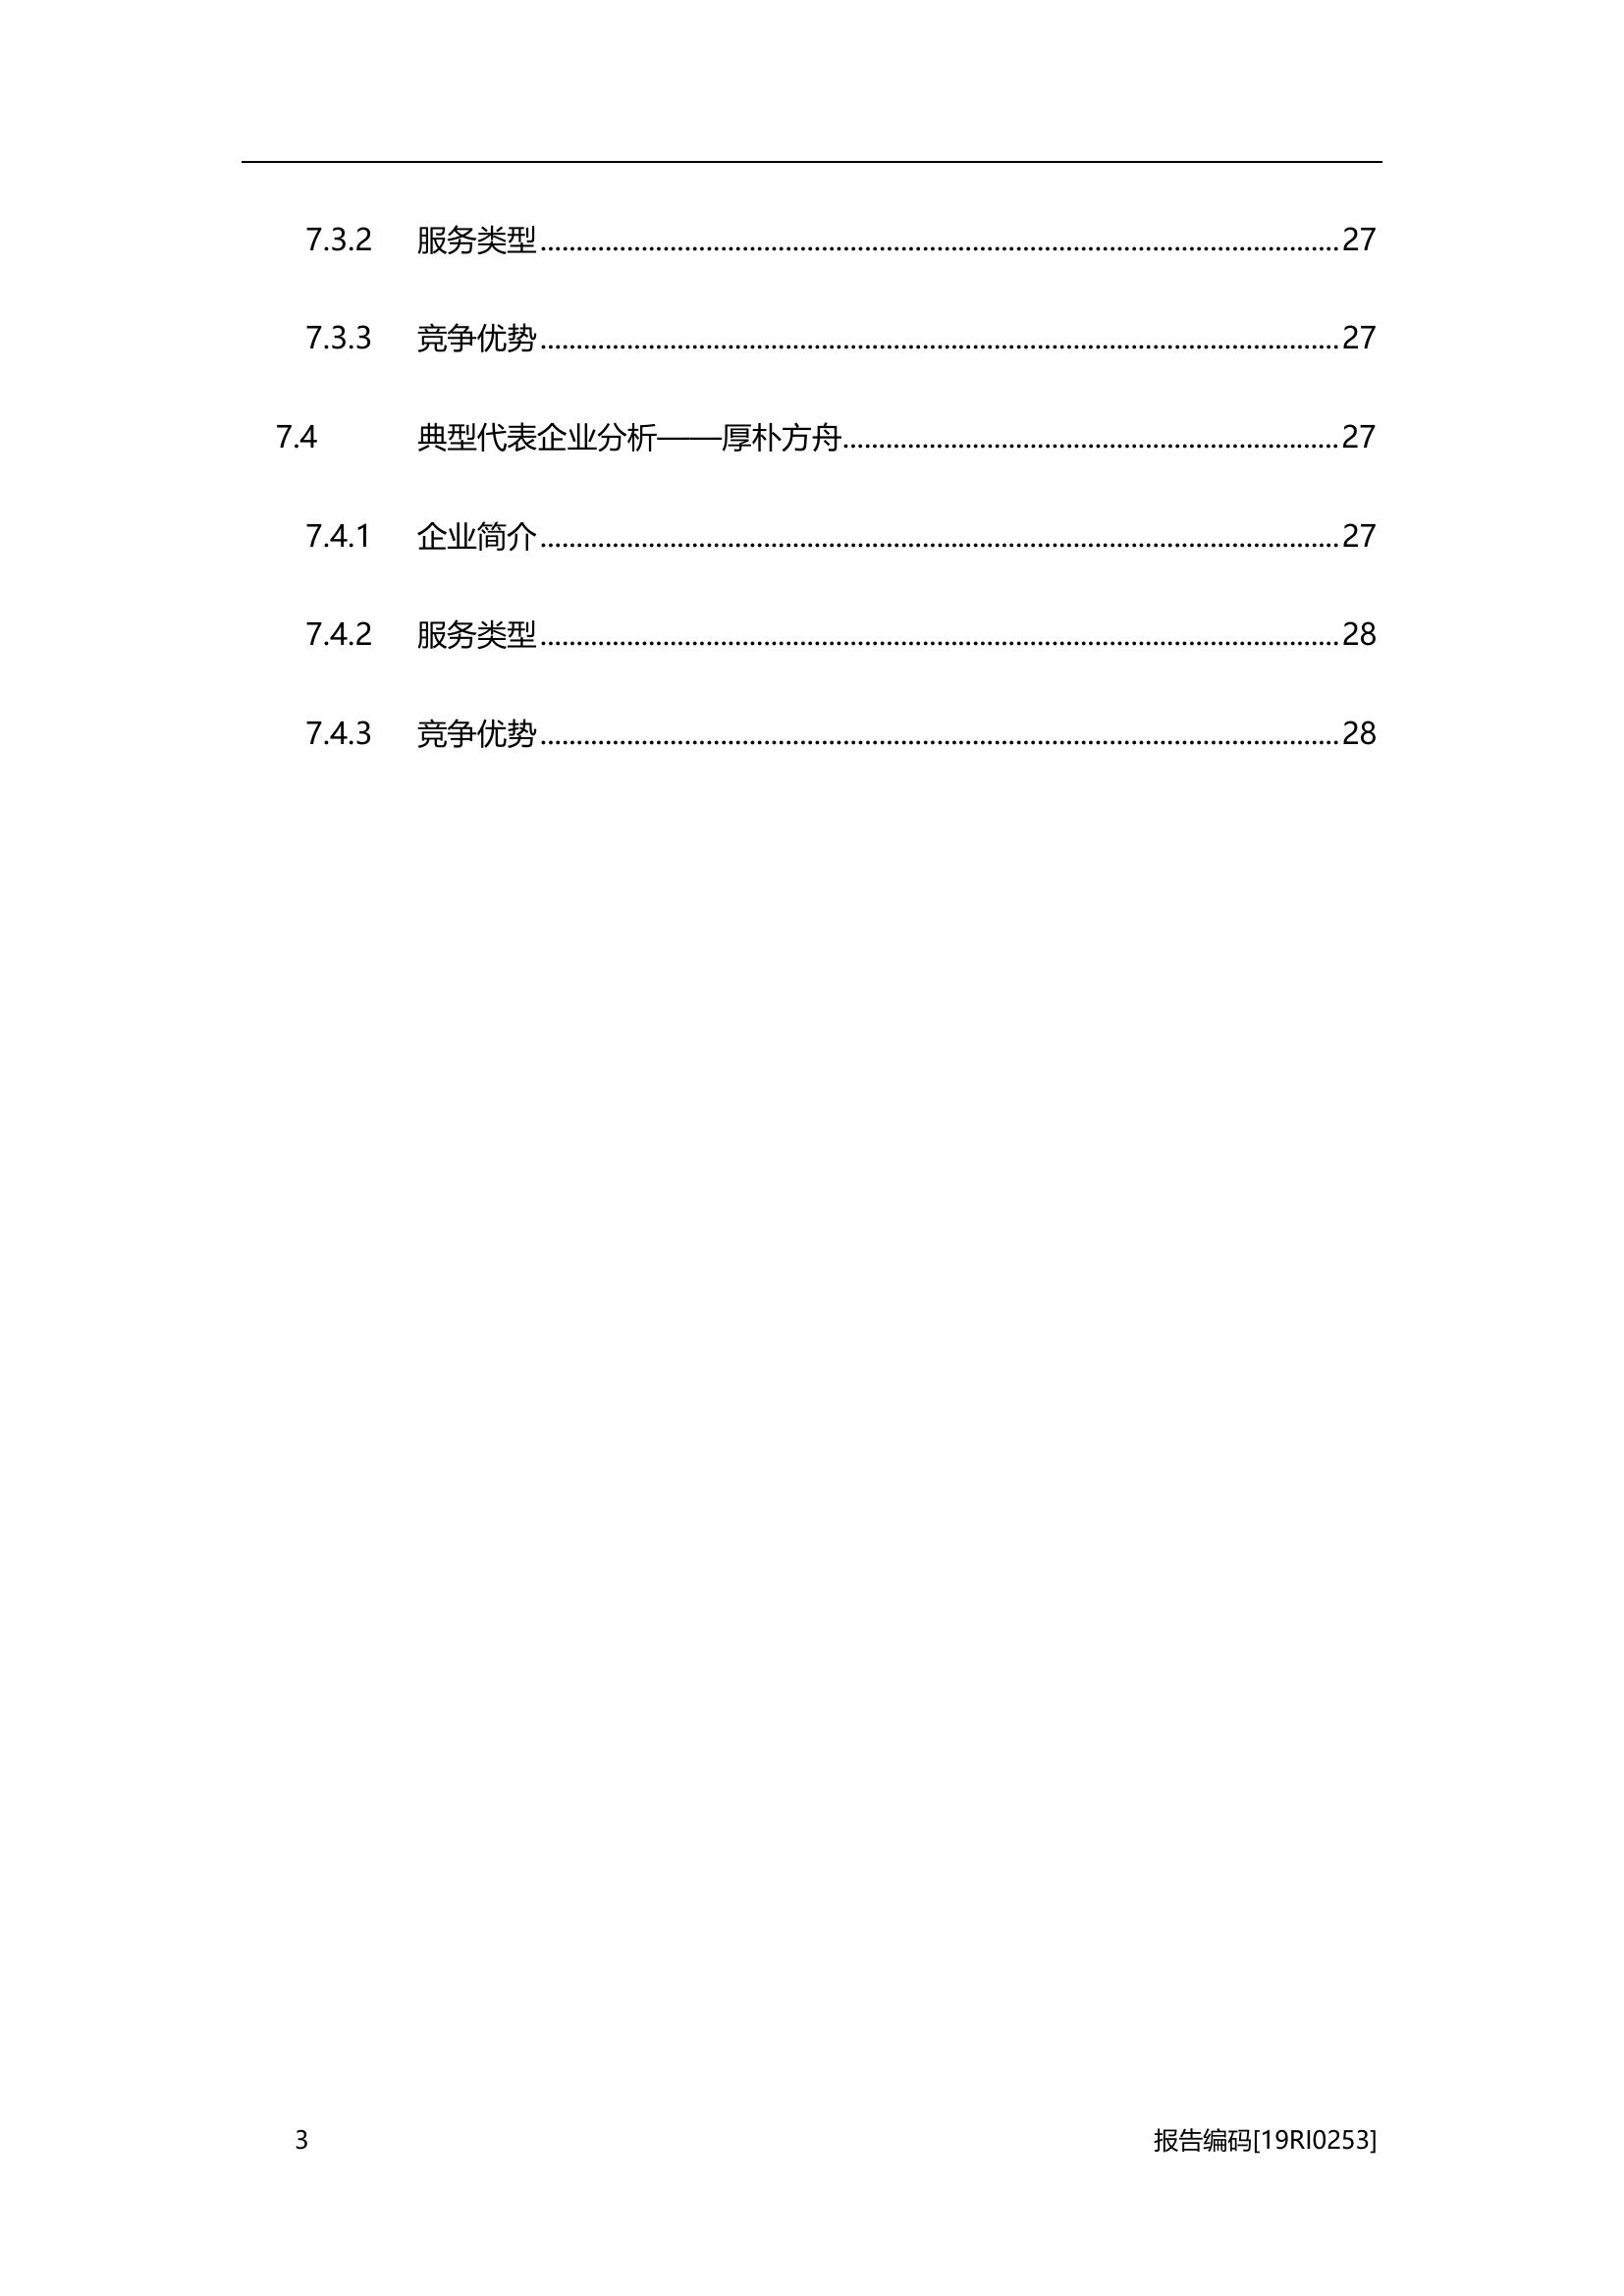 7.3.2 服务类型........................................................................................................27
7.3.3 竞争优势........................................................................................................27
7.4 典型代表企业分析——厚朴方舟................................................................27
7.4.1 企业简介........................................................................................................27
7.4.2 服务类型........................................................................................................28
7.4.3 竞争优势........................................................................................................28
3 报告编码[19RI0253]